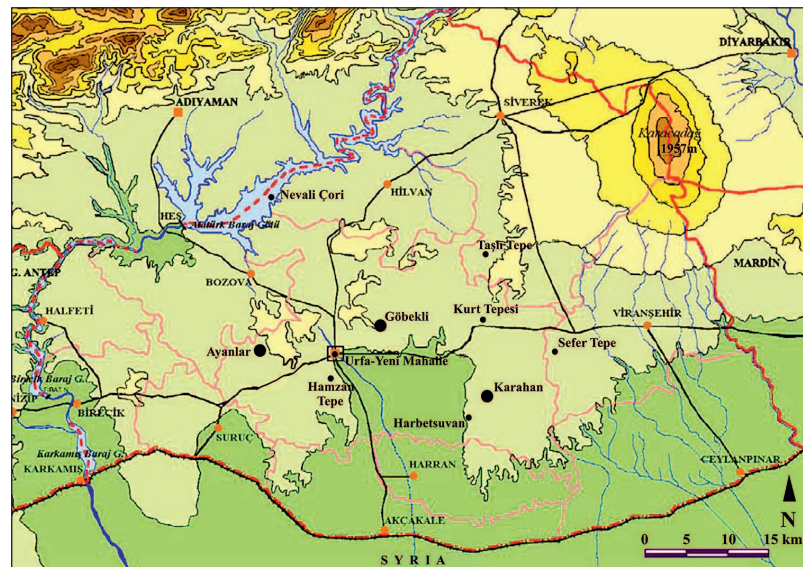 DİYARBAKIR
ADIYAMAN
SİVEREK
Karacadağ
1957m
Nevali Çori
HİLVAN
HES
Atatürk Baraj Gölü
Taşlı Tepe
G. ANTEP
BOZOVA
MARDİN
HALFETİ
Göbekli
Kurt Tepesi
VİRANŞEHİR
Ayanlar
Urfa-Yeni Mahalle
Sefer Tepe
Birecik Baraj G.
Hamzan
Tepe
Karahan
NİZİP
BİRECİK
Harbetsuvan
SURUÇ
Karkamış Baraj G.
KARKAMIŞ
HARRAN
CEYLANPINAR
AKÇAKALE
N
SYRIA
0 5 10 15 km